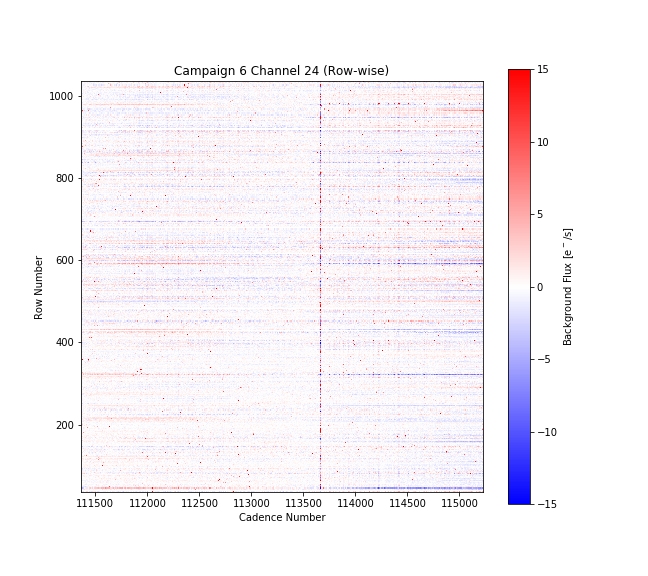 Campaign 6 Channel 24 (Row-wise)
1000
800
600
400
200
Row Number
111500 112000 112500 113000 113500 114000 114500 115000
Cadence Number
15
10
5
0
−5
−10
−15
Background Flux [e⁻/s]